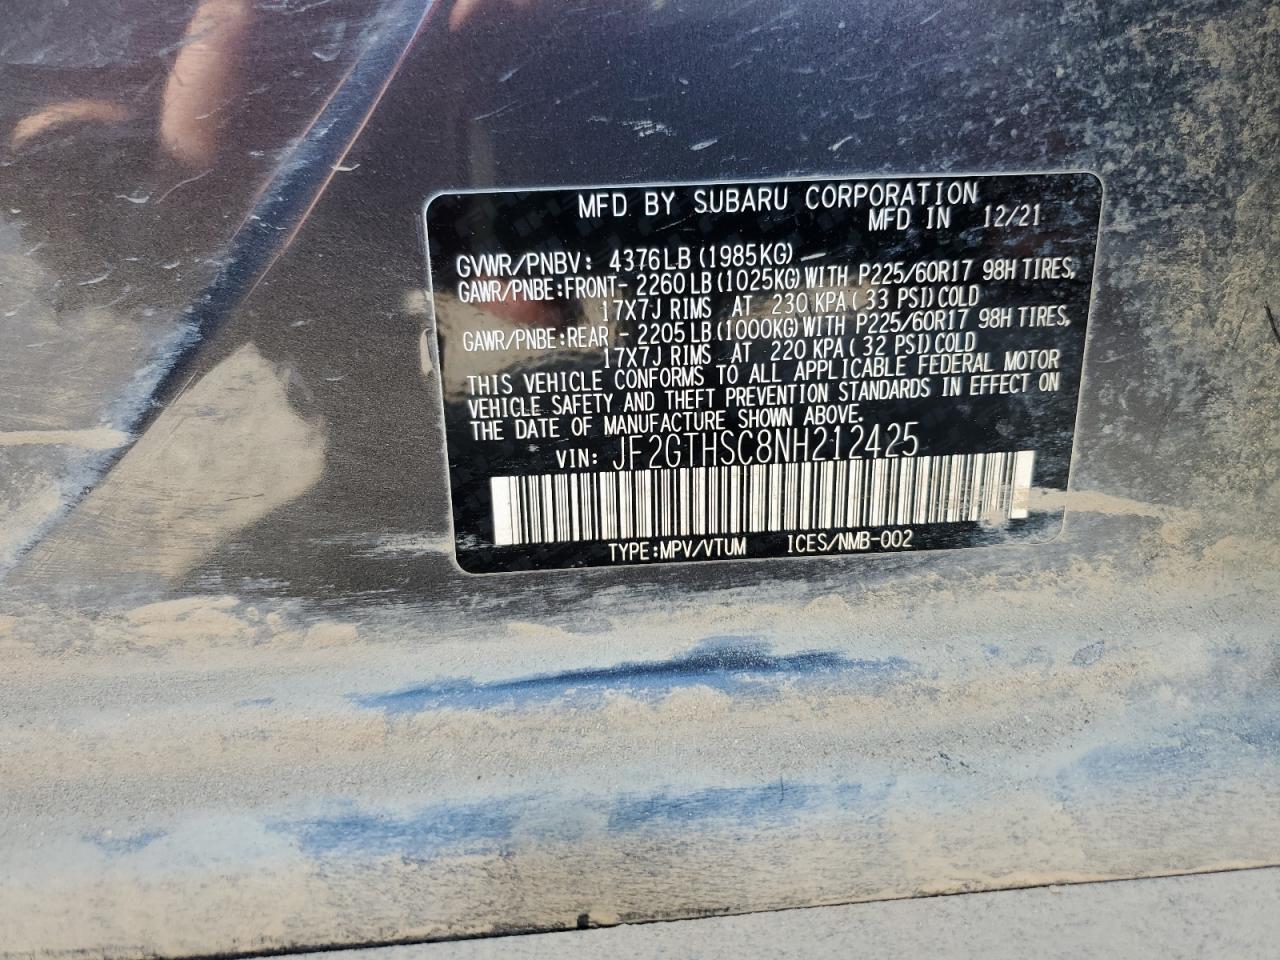 MFD BY SUBARU CORPORATION
MFD IN 12/21
GVWR/PNBV: 4376LB (1985KG)
GAWR/PNBE:FRONT- 2260LB (1025KG) WITH P225/60R17 98H TIRES,
17X7J RIMS AT 230 KPA ( 33 PSI) COLD
GAWR/PNBE:REAR - 2205LB (1000KG) WITH P225/60R17 98H TIRES,
17X7J RIMS AT 220 KPA ( 32 PSI) COLD
THIS VEHICLE CONFORMS TO ALL APPLICABLE FEDERAL MOTOR
VEHICLE SAFETY AND THEFT PREVENTION STANDARDS IN EFFECT ON
THE DATE OF MANUFACTURE SHOWN ABOVE.
VIN: JF2GTHSC8NH212425
TYPE:MPV/VTUM ICES/NMB-002